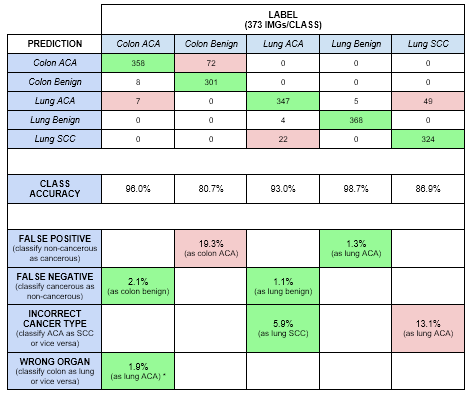 LABEL
(373 IMGs/CLASS)
PREDICTION Colon ACA Colon Benign Lung ACA Lung Benign Lung SCC
Colon ACA 358 72 0 0 0
Colon Benign 8 301 0 0 0
Lung ACA 7 0 347 5 49
Lung Benign 0 0 4 368 0
Lung SCC 0 0 22 0 324
CLASS
ACCURACY
96.0% 80.7% 93.0% 98.7% 86.9%
FALSE POSITIVE
(classify non-cancerous
as cancerous)
19.3%
(as colon ACA)
1.3%
(as lung ACA)
FALSE NEGATIVE
(classify cancerous as
non-cancerous)
2.1%
(as colon benign)
1.1%
(as lung benign)
INCORRECT
CANCER TYPE
(classify ACA as SCC
or vice versa)
5.9%
(as lung SCC)
13.1%
(as lung ACA)
WRONG ORGAN
(classify colon as lung
or vice versa)
1.9%
(as lung ACA) *